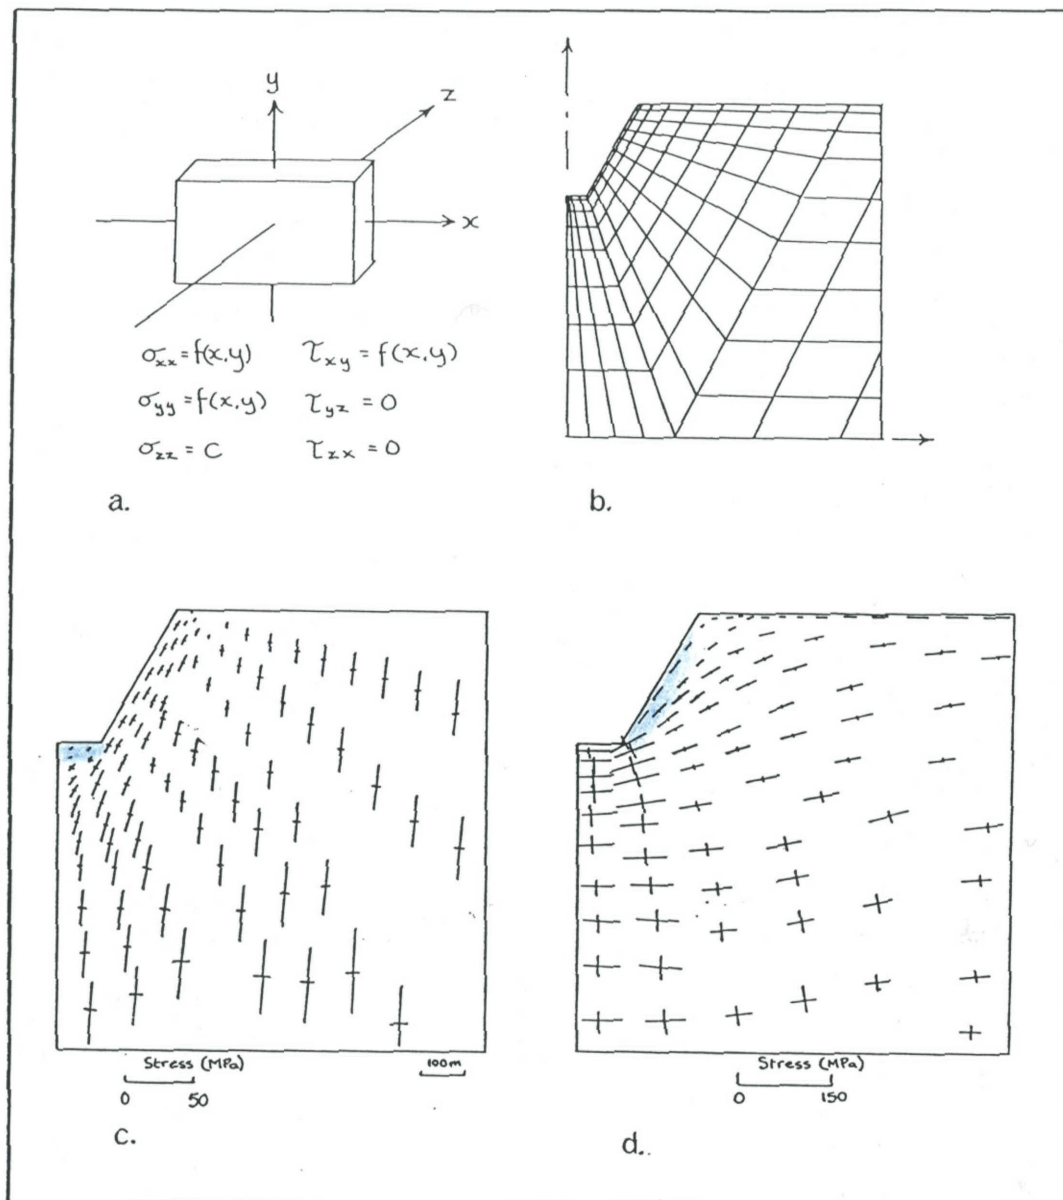 y
z
x
σxx = f(x,y) τxy = f(x,y)
σyy = f(x,y) τyz = 0
σzz = C τzx = 0
a.
b.
Stress (MPa)
0 50
100m
c.
Stress (MPa)
0 150
d.